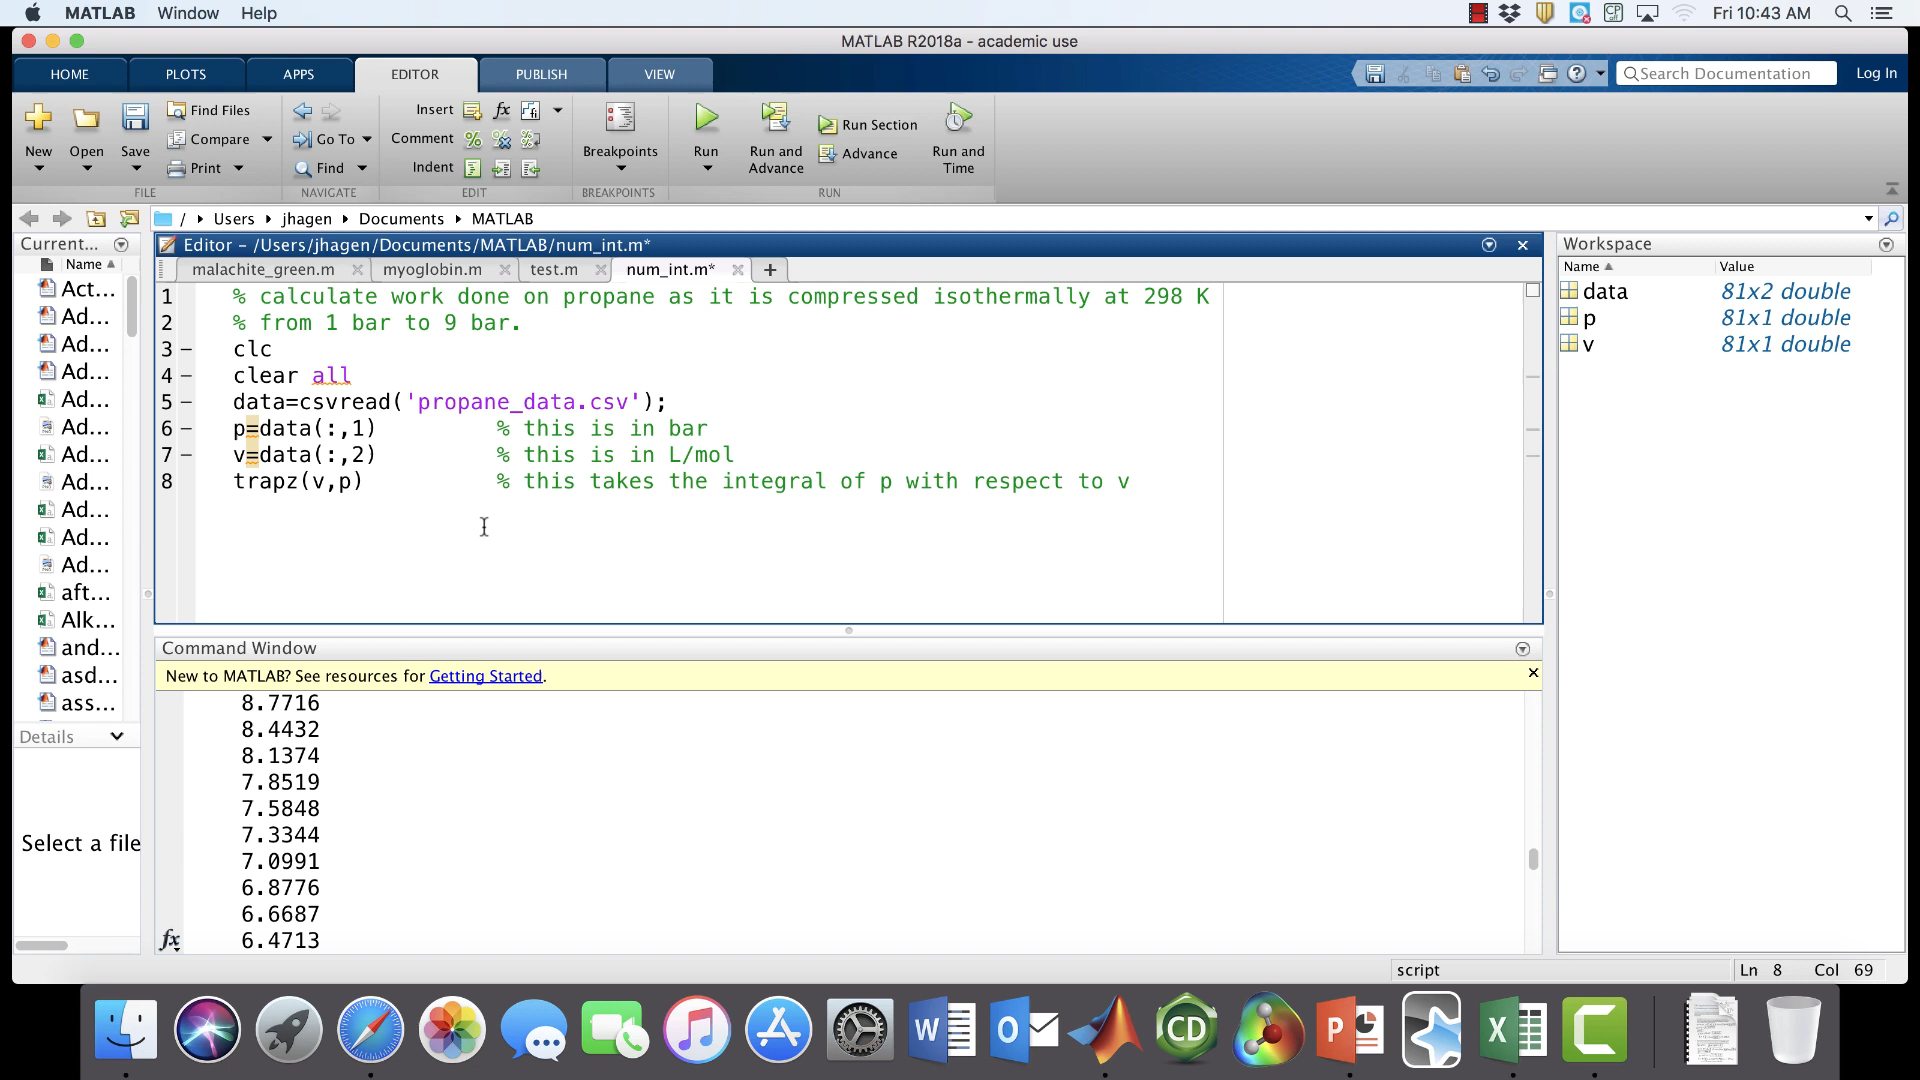 MATLAB Window Help Fri 10:43 AM
MATLAB R2018a - academic use
HOME PLOTS APPS EDITOR PUBLISH VIEW Search Documentation Log In
New Open Save Find Files Compare Print Go To Find Insert fx Comment Indent Breakpoints Run Run and Advance Run Section Advance Run and Time
FILE NAVIGATE EDIT BREAKPOINTS RUN
/ Users jhagen Documents MATLAB
Current... Editor - /Users/jhagen/Documents/MATLAB/num_int.m* Workspace
Name malachite_green.m myoglobin.m test.m num_int.m* + Name Value
1 % calculate work done on propane as it is compressed isothermally at 298 K
2 % from 1 bar to 9 bar.
3 - clc
4 - clear all
5 - data=csvread('propane_data.csv');
6 - p=data(:,1) % this is in bar
7 - v=data(:,2) % this is in L/mol
8 trapz(v,p) % this takes the integral of p with respect to v
data 81x2 double
p 81x1 double
v 81x1 double
Act...
Ad...
Ad...
Ad...
Ad...
Ad...
Ad...
Ad...
Ad...
Ad...
Ad...
aft...
Alk...
and...
asd...
ass...
Details
Select a file
Command Window
New to MATLAB? See resources for Getting Started.
8.7716
8.4432
8.1374
7.8519
7.5848
7.3344
7.0991
6.8776
6.6687
fx 6.4713
script Ln 8 Col 69
W O CD P X C